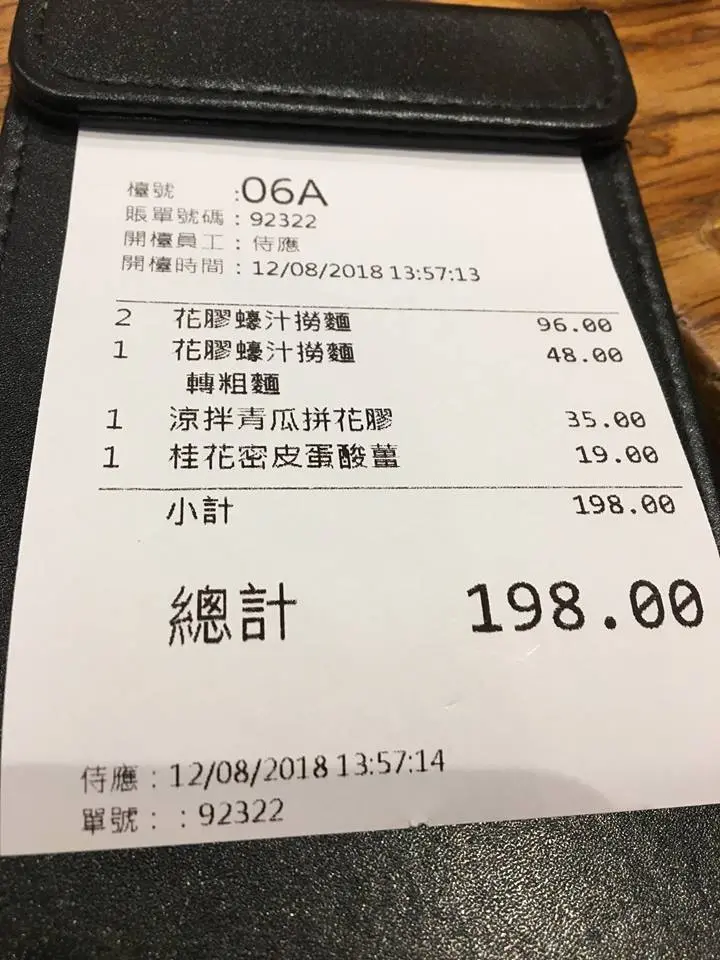 檯號 :06A
賬單號碼：92322
開檯員工：侍應
開檯時間：12/08/2018 13:57:13
2 花膠蠔汁撈麵 96.00
1 花膠蠔汁撈麵 48.00
轉粗麵
1 涼拌青瓜拼花膠 35.00
1 桂花密皮蛋酸薑 19.00
小計 198.00
總計 198.00
侍應：12/08/2018 13:57:14
單號：：92322